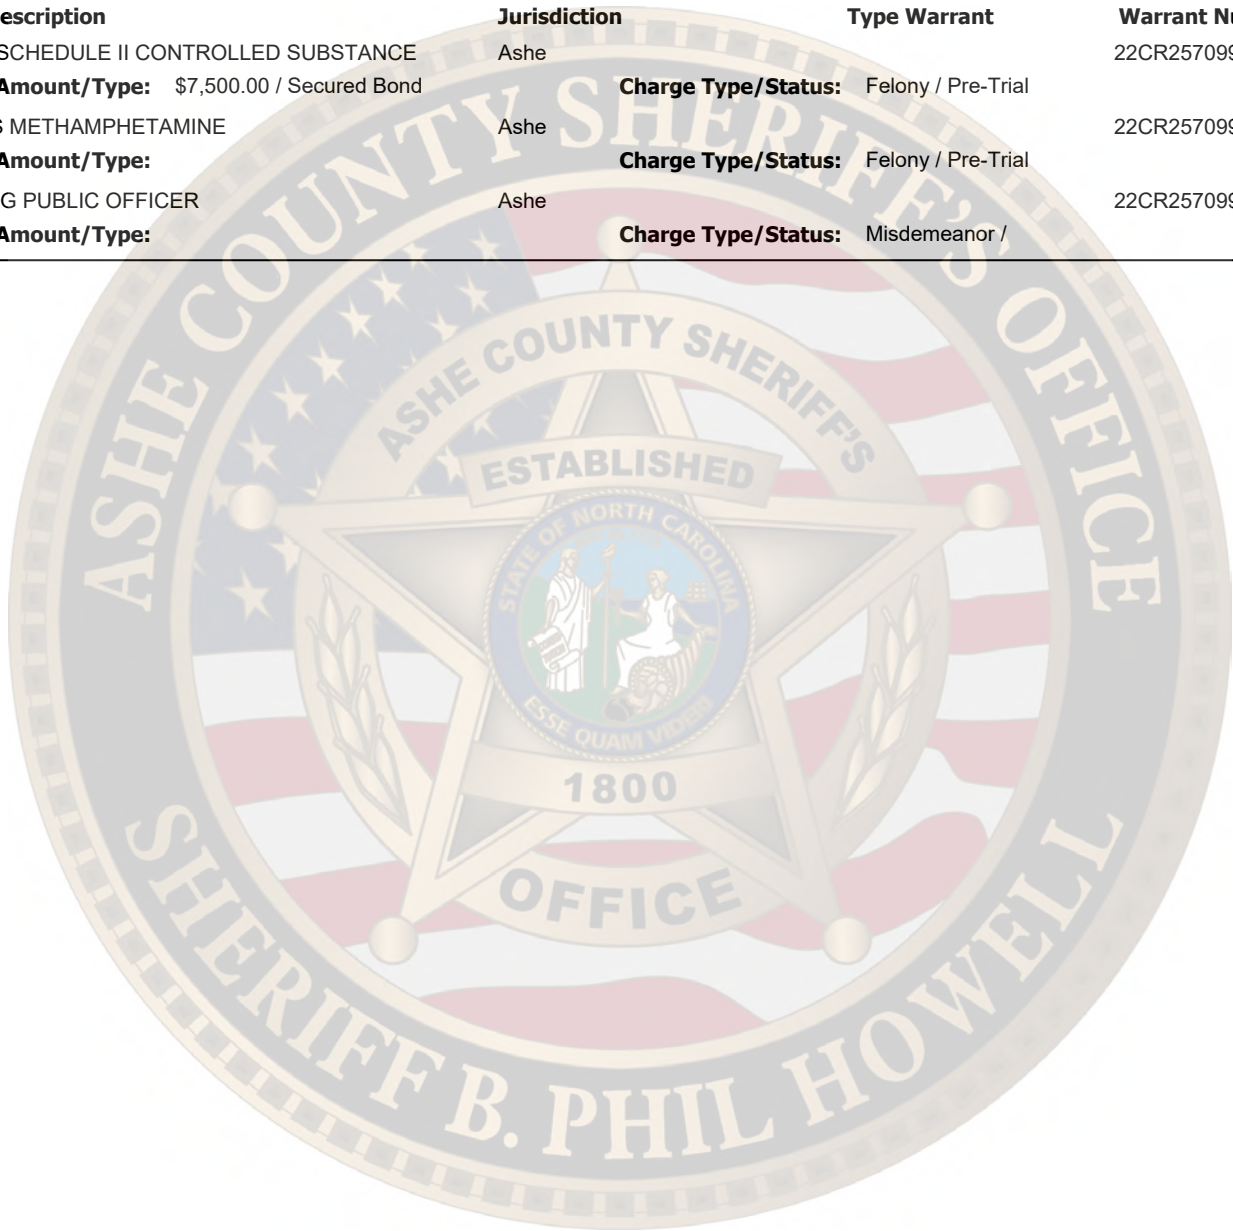 escription Jurisdiction Type Warrant Warrant Nu
SCHEDULE II CONTROLLED SUBSTANCE Ashe 22CR257099
Amount/Type: $7,500.00 / Secured Bond Charge Type/Status: Felony / Pre-Trial
S METHAMPHETAMINE Ashe 22CR257099
Amount/Type: Charge Type/Status: Felony / Pre-Trial
G PUBLIC OFFICER Ashe 22CR257099
Amount/Type: Charge Type/Status: Misdemeanor /
ASHE COUNTY SHERIFF'S OFFICE
ASHE COUNTY SHERIFF'S
ESTABLISHED
STATE OF NORTH CAROLINA
ESSE QUAM VIDERI
1800
OFFICE
SHERIFF B. PHIL HOWELL